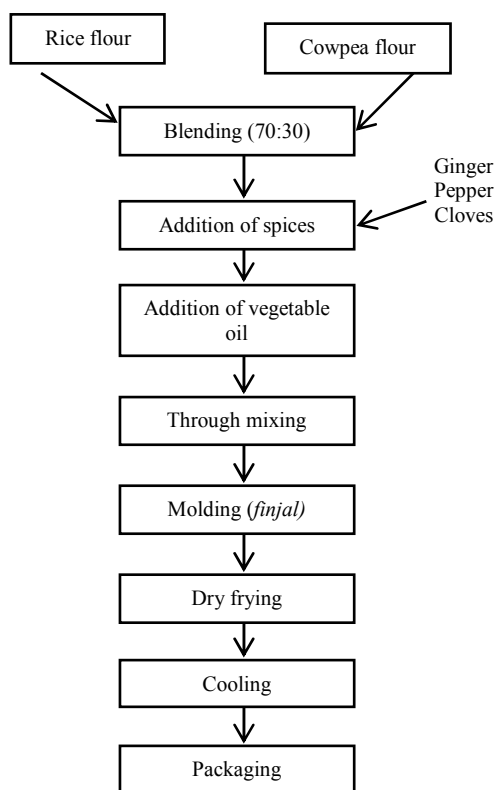 Rice flour
Cowpea flour
Blending (70:30)
Ginger
Pepper
Cloves
Addition of spices
Addition of vegetable
oil
Through mixing
Molding (finjal)
Dry frying
Cooling
Packaging